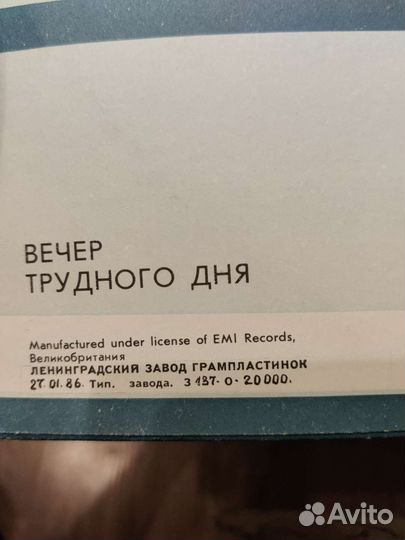 ВЕЧЕР
ТРУДНОГО ДНЯ
Manufactured under license of EMI Records,
Великобритания
ЛЕНИНГРАДСКИЙ ЗАВОД ГРАМПЛАСТИНОК
27.01.86. Тип. завода. З 137-0-20000.
Avito